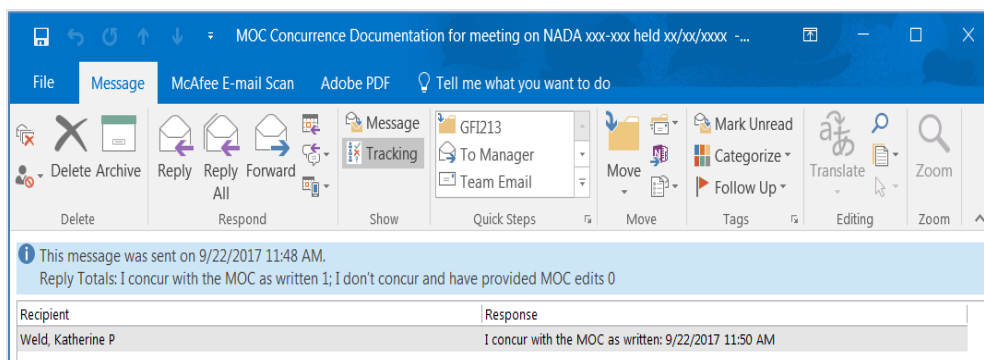 MOC Concurrence Documentation for meeting on NADA xxx-xxx held xx/xx/xxxx -...
File Message McAfee E-mail Scan Adobe PDF Tell me what you want to do
Delete Archive Reply Reply All Forward
Message
Tracking
GFI213
To Manager
Team Email
Move
Mark Unread
Categorize
Follow Up
Translate
Zoom
Delete Respond Show Quick Steps Move Tags Editing Zoom
This message was sent on 9/22/2017 11:48 AM.
Reply Totals: I concur with the MOC as written 1; I don't concur and have provided MOC edits 0
Recipient Response
Weld, Katherine P I concur with the MOC as written: 9/22/2017 11:50 AM